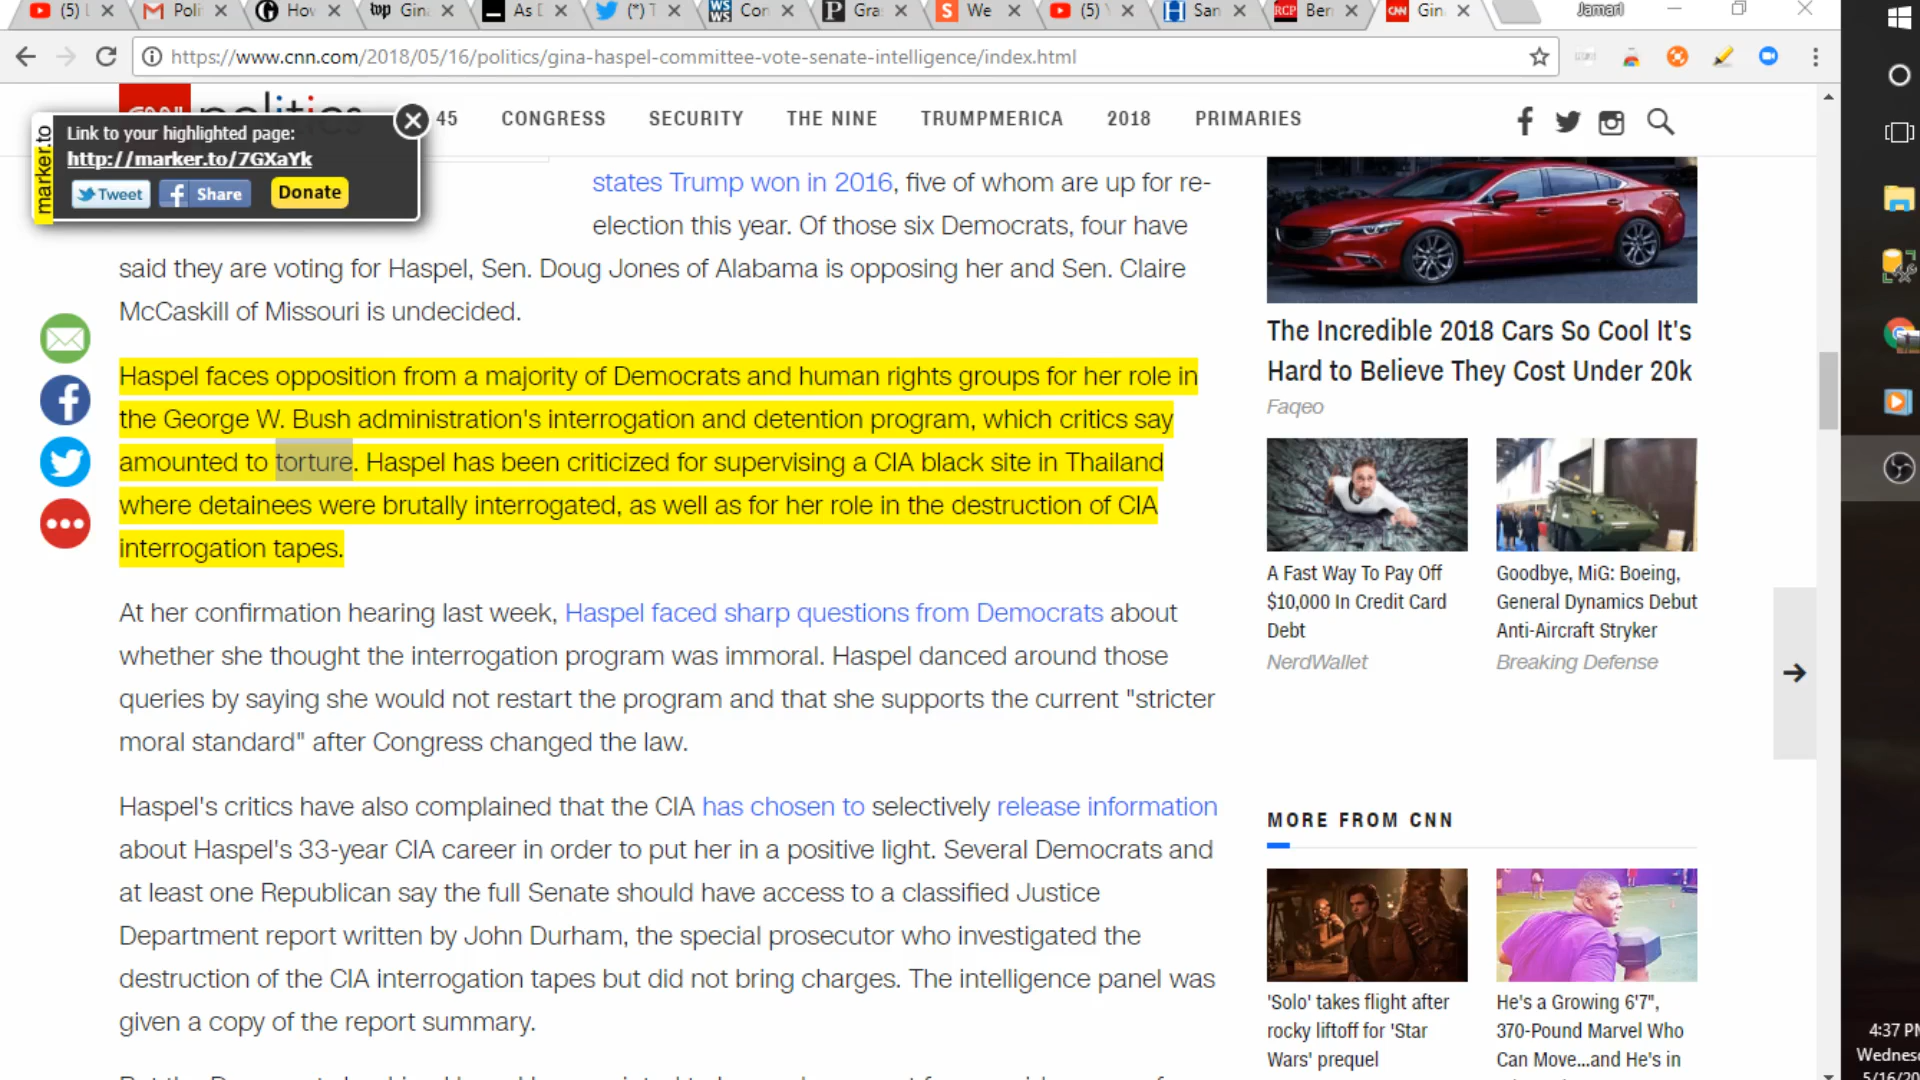 (5) L
Poli
How
wp Gin
As D
(*) T
WS WS Con
P Gra
S We
(5) Y
H San
RCP Ber
CNN Gin
Jamarl
https://www.cnn.com/2018/05/16/politics/gina-haspel-committee-vote-senate-intelligence/index.html
politics
45
CONGRESS
SECURITY
THE NINE
TRUMPMERICA
2018
PRIMARIES
marker.to
Link to your highlighted page:
http://marker.to/7GXaYk
Tweet
Share
Donate
states Trump won in 2016, five of whom are up for re-
election this year. Of those six Democrats, four have
said they are voting for Haspel, Sen. Doug Jones of Alabama is opposing her and Sen. Claire
McCaskill of Missouri is undecided.
Haspel faces opposition from a majority of Democrats and human rights groups for her role in
the George W. Bush administration's interrogation and detention program, which critics say
amounted to torture. Haspel has been criticized for supervising a CIA black site in Thailand
where detainees were brutally interrogated, as well as for her role in the destruction of CIA
interrogation tapes.
At her confirmation hearing last week, Haspel faced sharp questions from Democrats about
whether she thought the interrogation program was immoral. Haspel danced around those
queries by saying she would not restart the program and that she supports the current "stricter
moral standard" after Congress changed the law.
Haspel's critics have also complained that the CIA has chosen to selectively release information
about Haspel's 33-year CIA career in order to put her in a positive light. Several Democrats and
at least one Republican say the full Senate should have access to a classified Justice
Department report written by John Durham, the special prosecutor who investigated the
destruction of the CIA interrogation tapes but did not bring charges. The intelligence panel was
given a copy of the report summary.
The Incredible 2018 Cars So Cool It's
Hard to Believe They Cost Under 20k
Faqeo
A Fast Way To Pay Off
$10,000 In Credit Card
Debt
NerdWallet
Goodbye, MiG: Boeing,
General Dynamics Debut
Anti-Aircraft Stryker
Breaking Defense
MORE FROM CNN
'Solo' takes flight after
rocky liftoff for 'Star
Wars' prequel
He's a Growing 6'7",
370-Pound Marvel Who
Can Move...and He's in
4:37 PM
Wednes
5/16/20